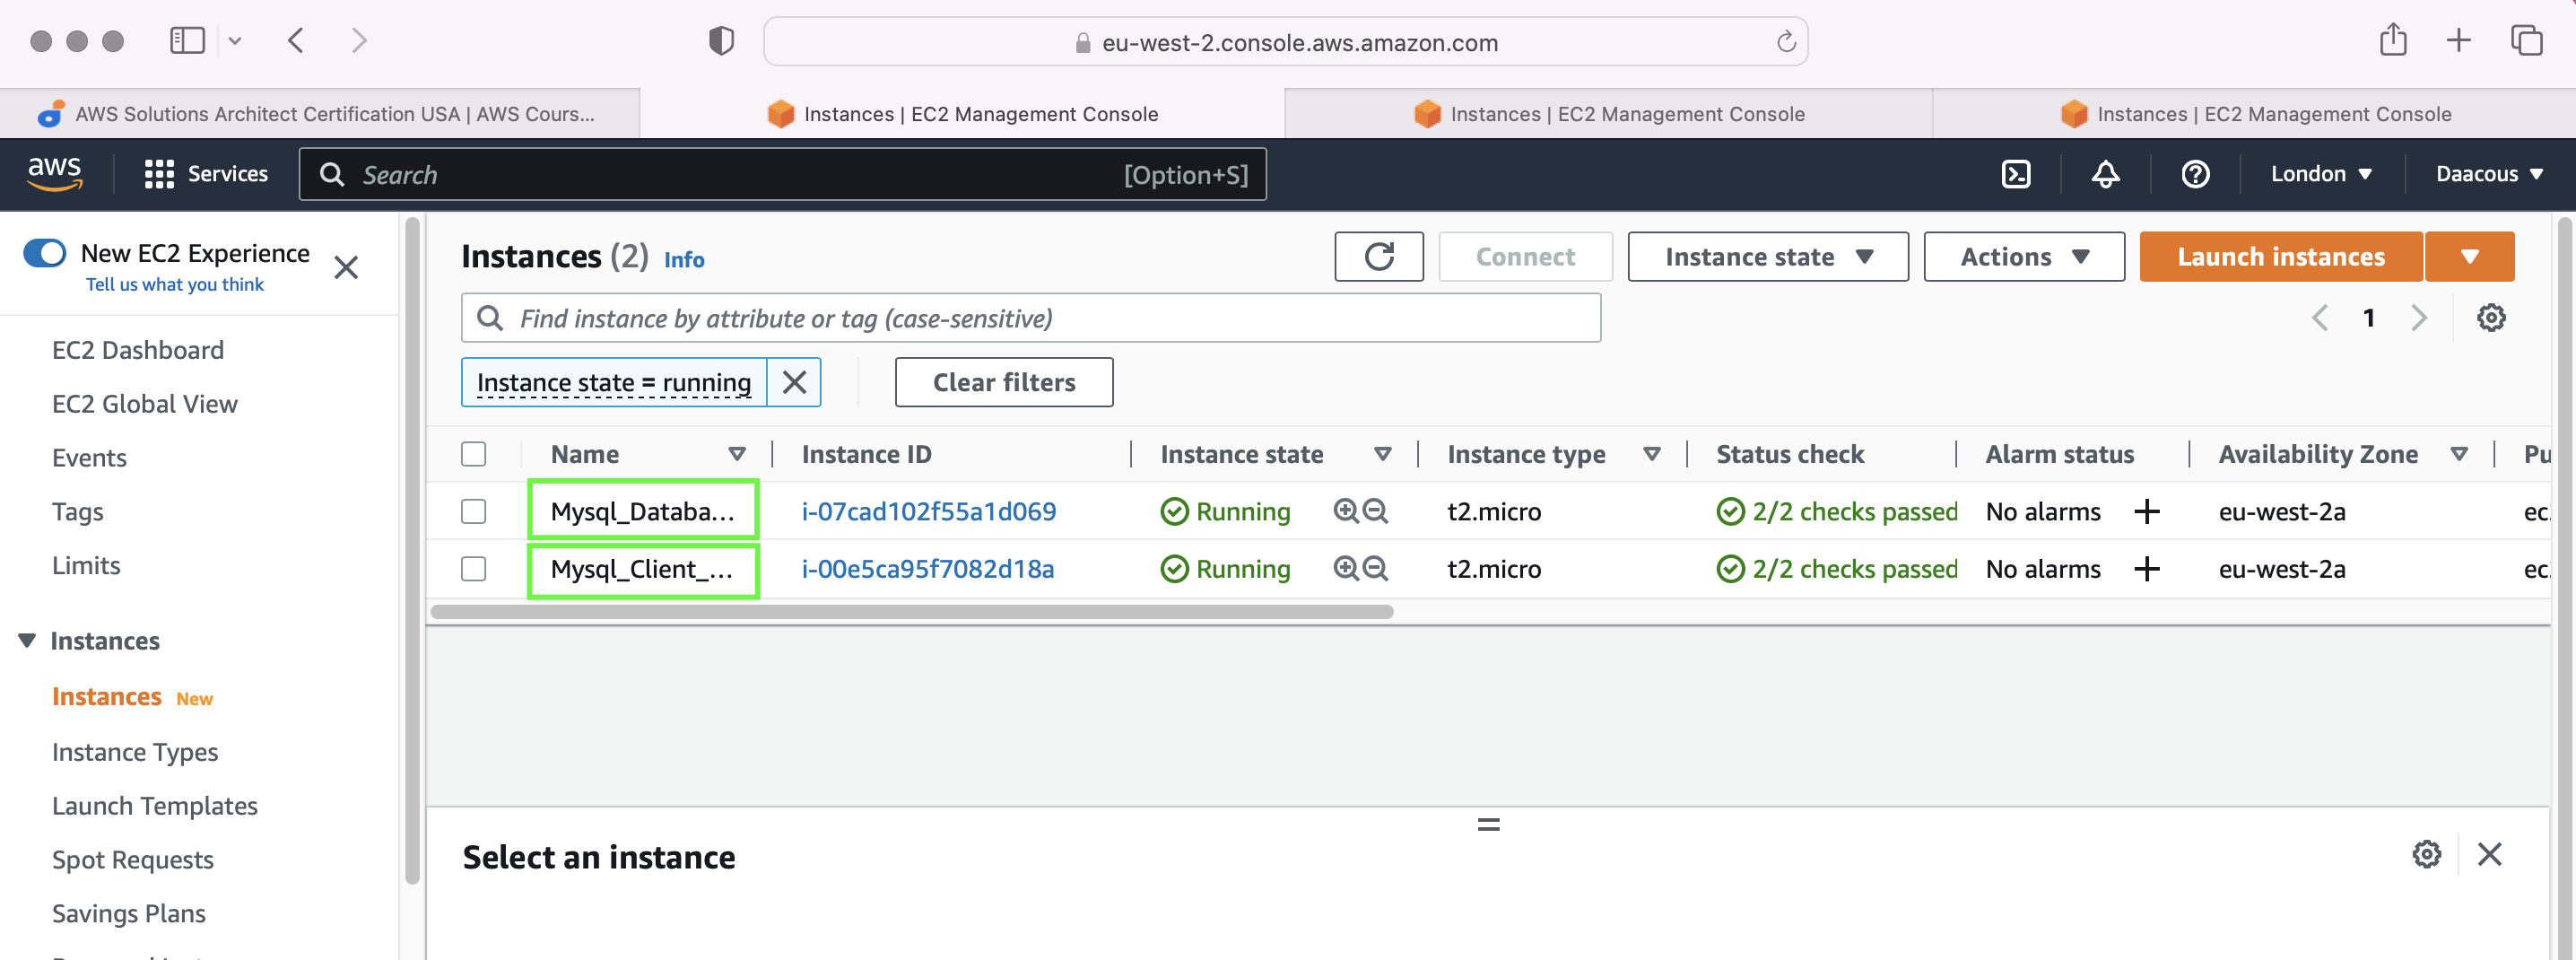 eu-west-2.console.aws.amazon.com
AWS Solutions Architect Certification USA | AWS Cours...
Instances | EC2 Management Console
Instances | EC2 Management Console
Instances | EC2 Management Console
aws
Services
Search
[Option+S]
London
Daacous
New EC2 Experience
Tell us what you think
EC2 Dashboard
EC2 Global View
Events
Tags
Limits
Instances
Instances New
Instance Types
Launch Templates
Spot Requests
Savings Plans
Instances (2) Info
Connect
Instance state
Actions
Launch instances
Find instance by attribute or tag (case-sensitive)
1
Instance state = running
Clear filters
Name Instance ID Instance state Instance type Status check Alarm status Availability Zone Pu
Mysql_Databa... i-07cad102f55a1d069 Running t2.micro 2/2 checks passed No alarms + eu-west-2a ec
Mysql_Client_... i-00e5ca95f7082d18a Running t2.micro 2/2 checks passed No alarms + eu-west-2a ec
Select an instance